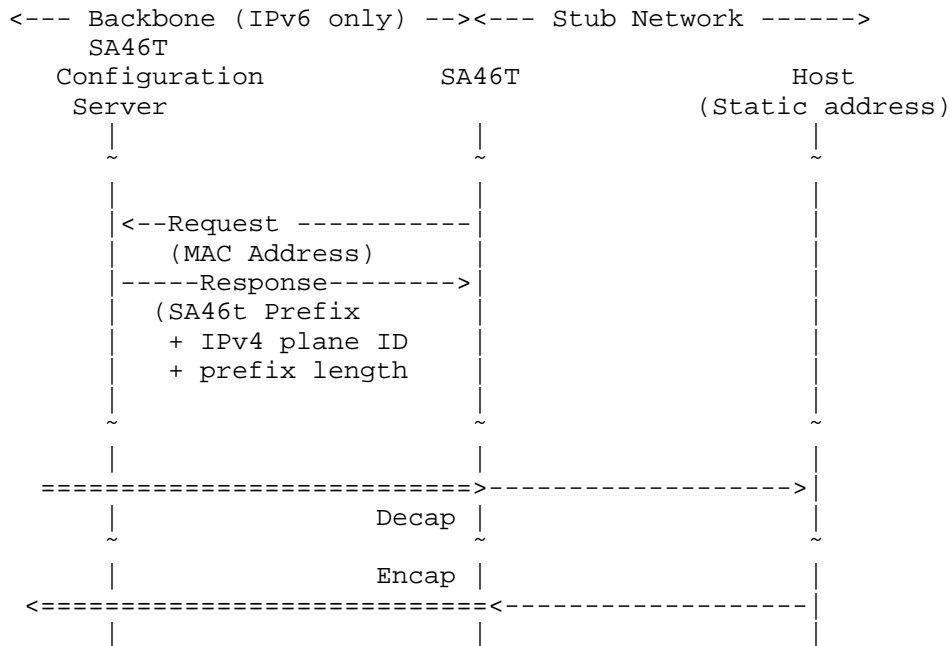 <--- Backbone (IPv6 only) --><--- Stub Network ------>
SA46T
Configuration SA46T Host
Server (Static address)
<--Request -----------
(MAC Address)
-----Response-------->
(SA46t Prefix
+ IPv4 plane ID
+ prefix length
Decap
Encap